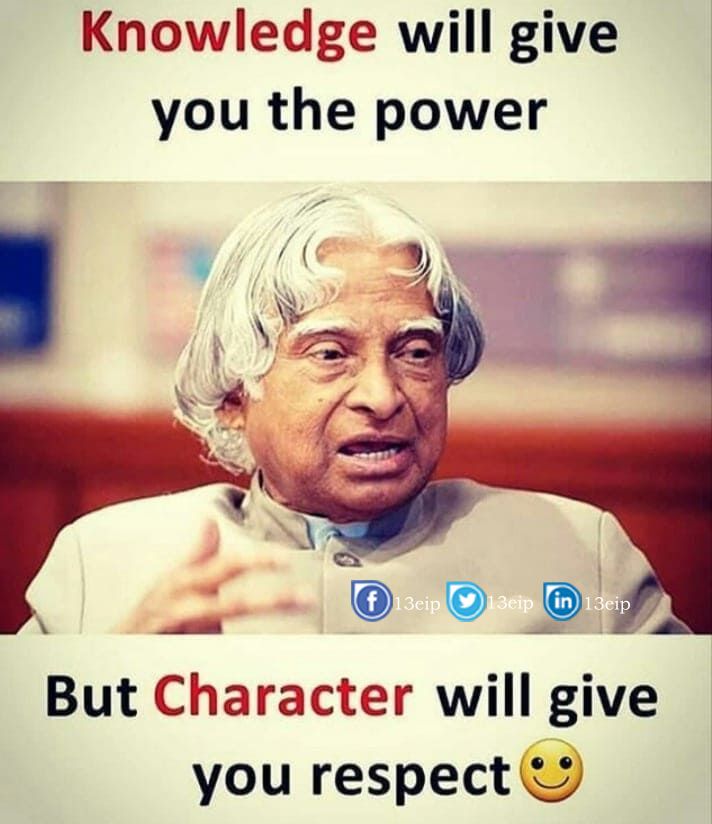 Knowledge will give
you the power
13eip 13eip 13eip
But Character will give
you respect